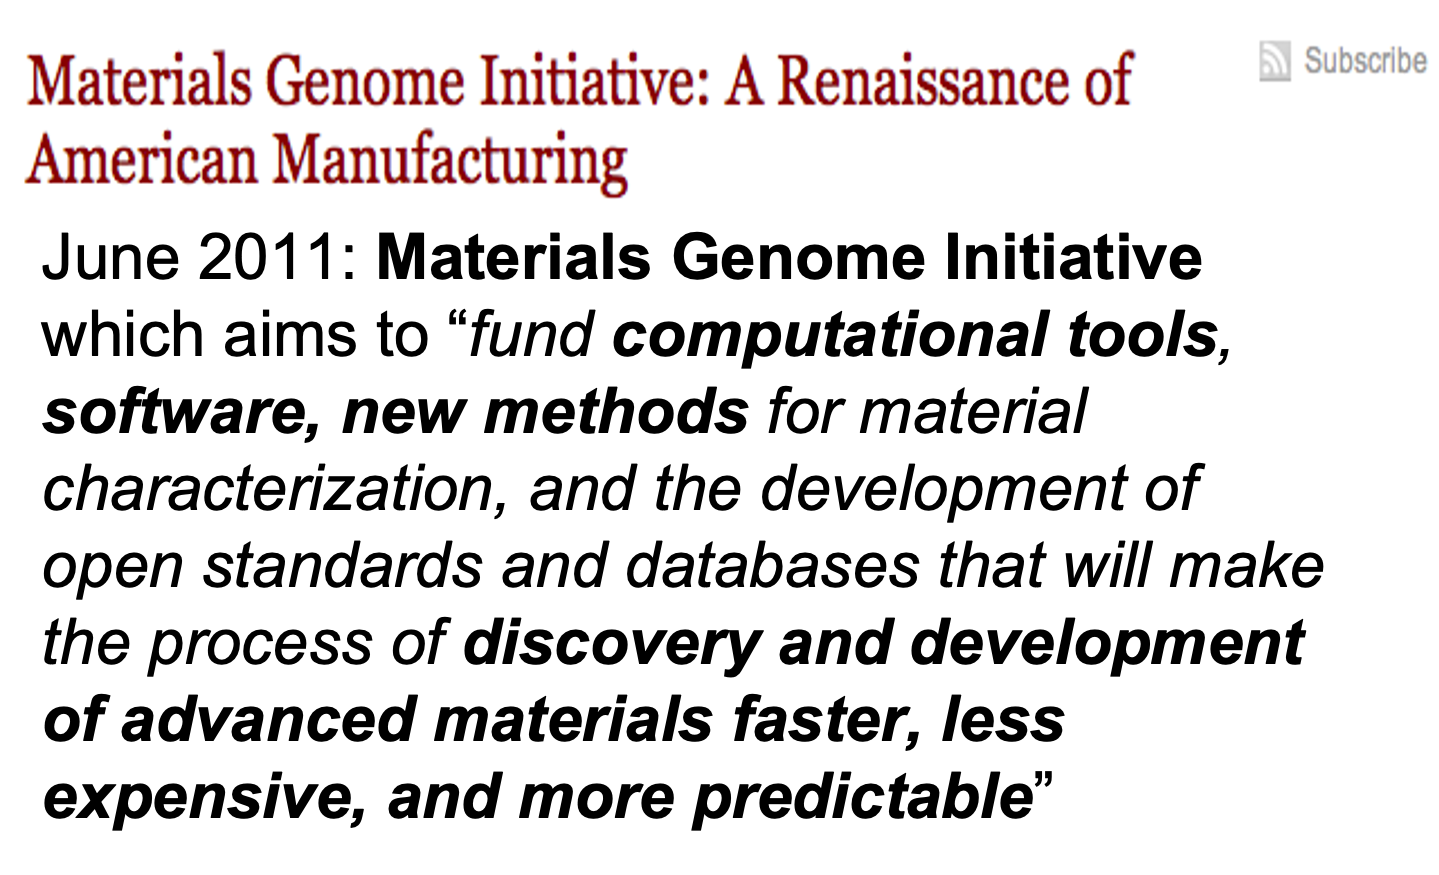 Materials Genome Initiative: A Renaissance of
American Manufacturing
Subscribe
June 2011: Materials Genome Initiative
which aims to “fund computational tools,
software, new methods for material
characterization, and the development of
open standards and databases that will make
the process of discovery and development
of advanced materials faster, less
expensive, and more predictable”